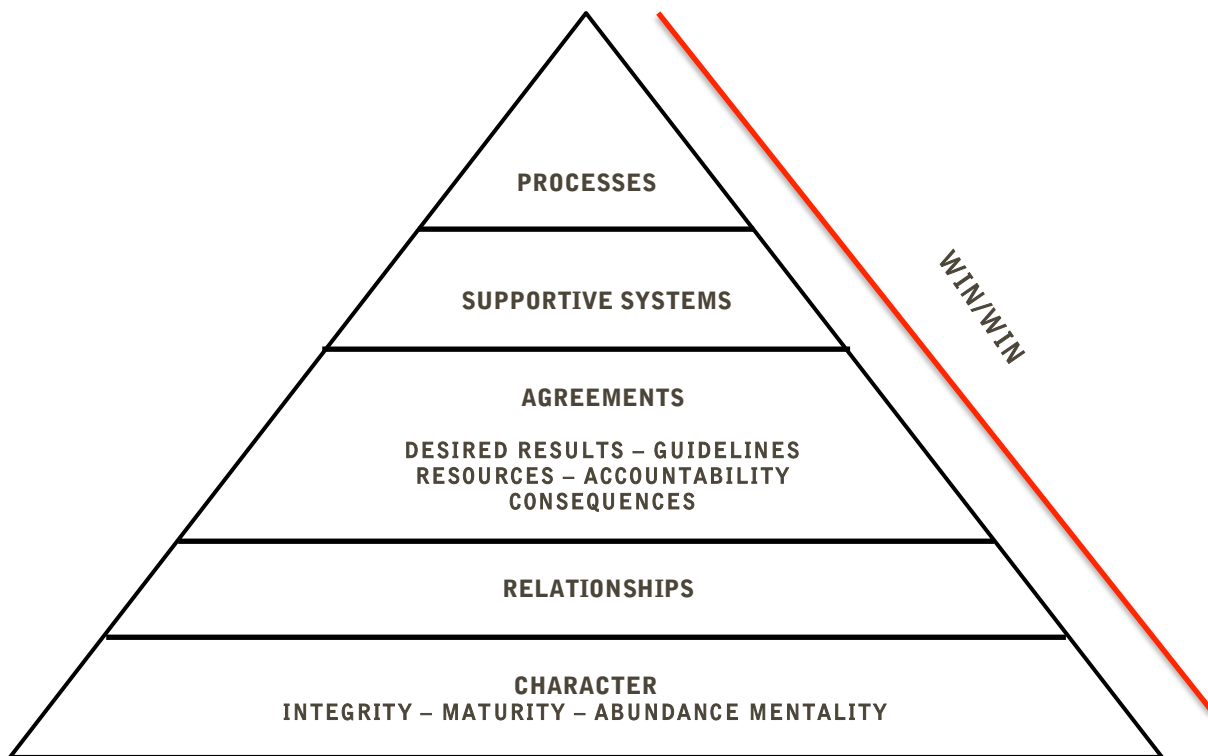 PROCESSES
SUPPORTIVE SYSTEMS
WIN/WIN
AGREEMENTS
DESIRED RESULTS – GUIDELINES
RESOURCES – ACCOUNTABILITY
CONSEQUENCES
RELATIONSHIPS
CHARACTER
INTEGRITY – MATURITY – ABUNDANCE MENTALITY